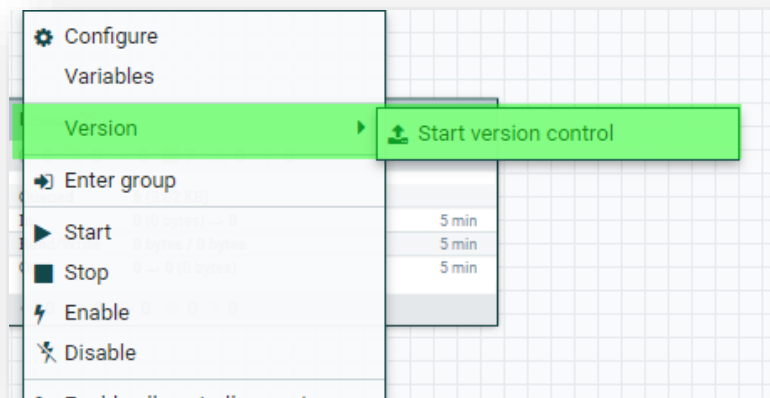 Configure
Variables
Version
Start version control
Enter group
Start
5 min
5 min
Stop
5 min
Enable
Disable